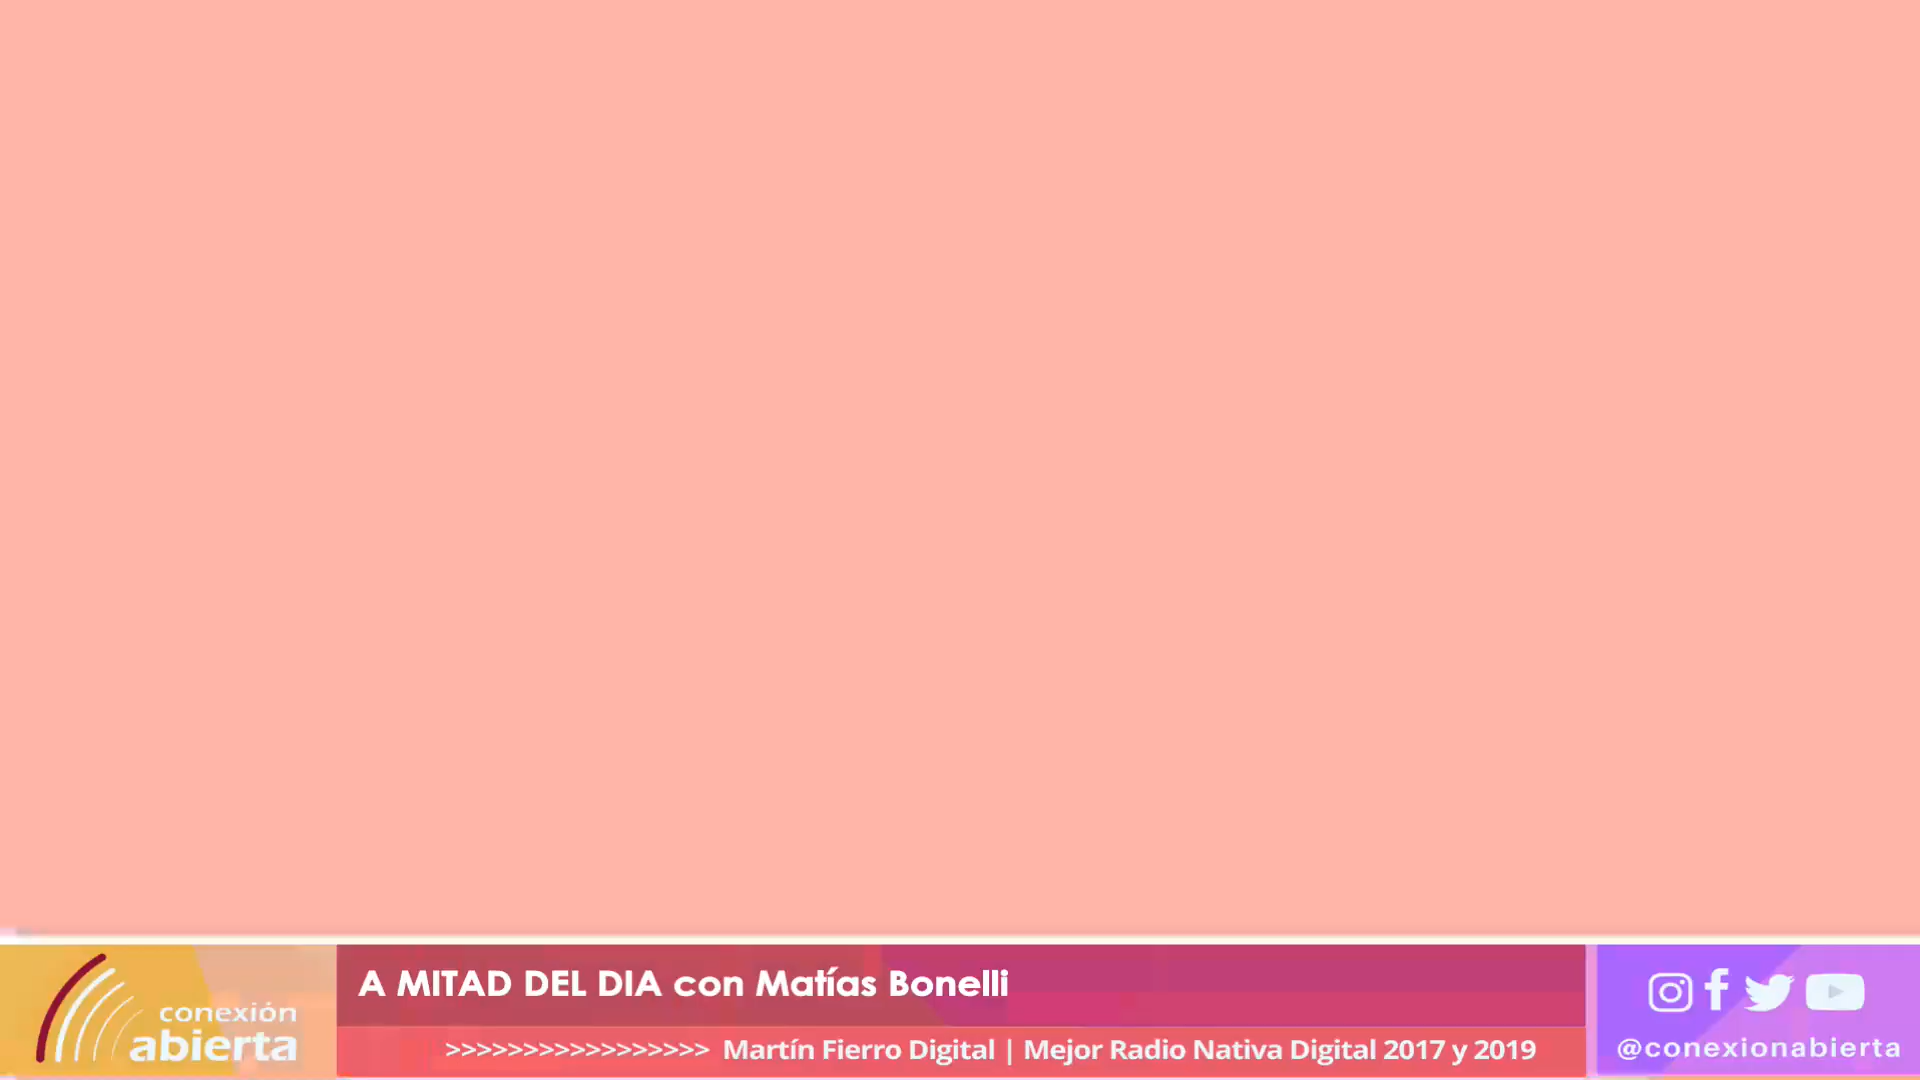 conexión
abierta
A MITAD DEL DIA con Matías Bonelli
>>>>>>>>>>>>>>>>> Martín Fierro Digital | Mejor Radio Nativa Digital 2017 y 2019
@conexionabierta